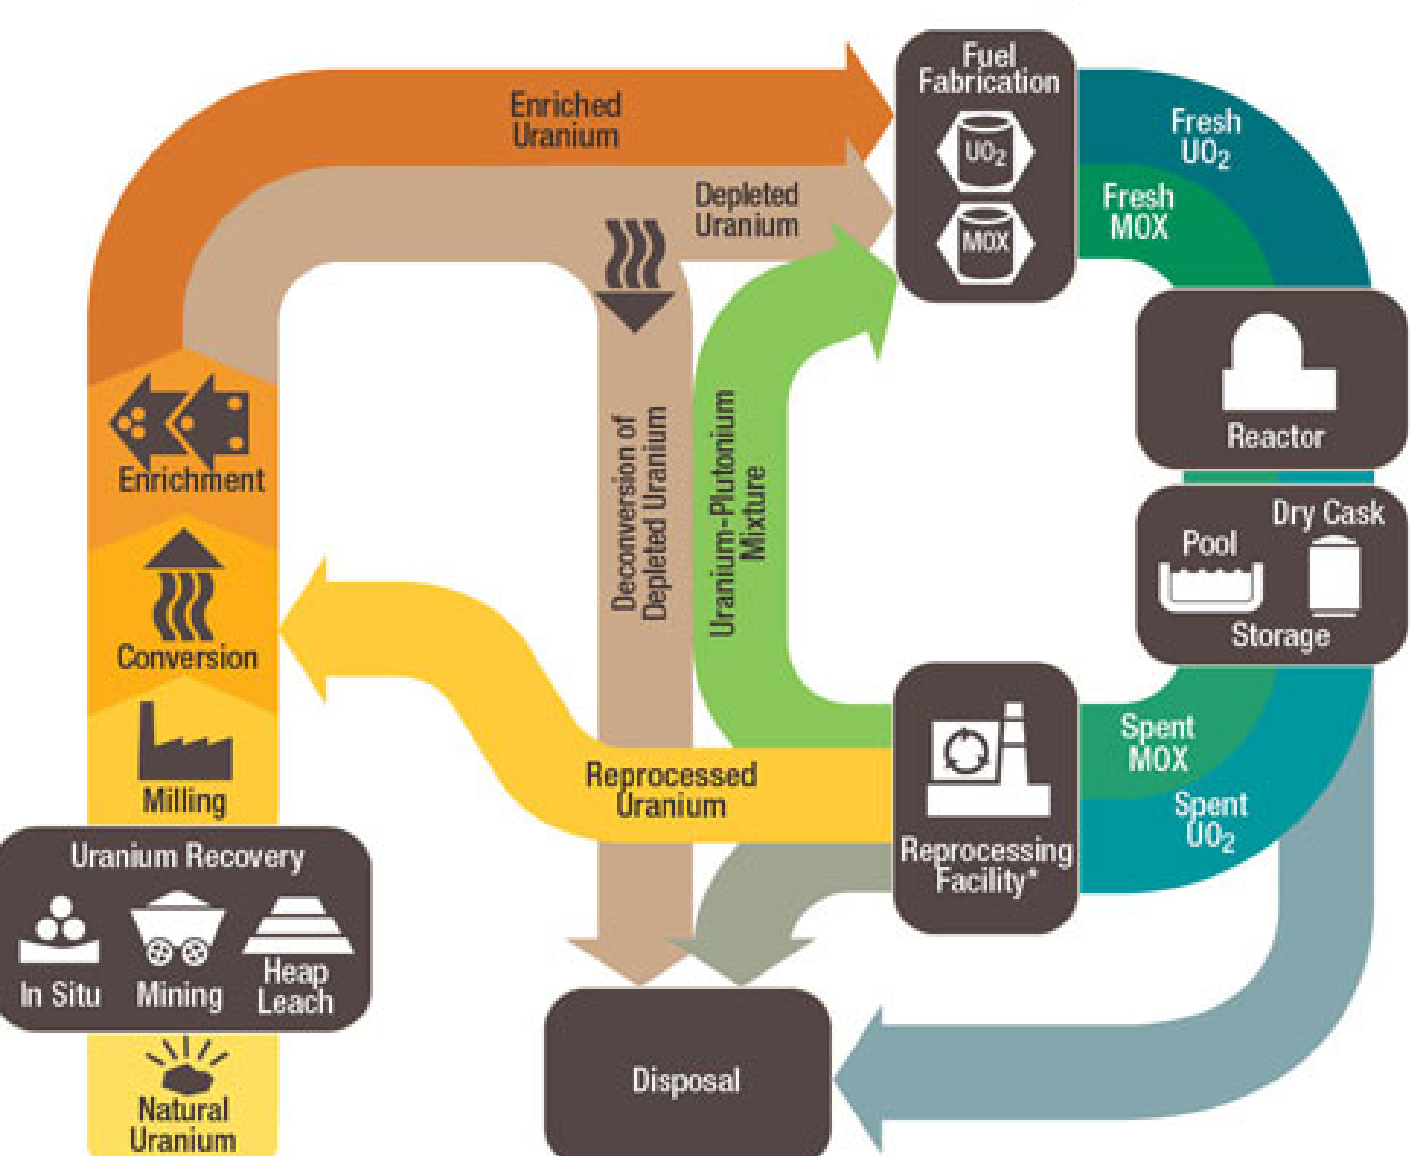 Fuel
Fabrication
UO2
MOX
Enriched
Uranium
Depleted
Uranium
Fresh
UO2
Fresh
MOX
Reactor
Dry Cask
Pool
Storage
Enrichment
Conversion
Milling
Deconversion of
Depleted Uranium
Uranium-Plutonium
Mixture
Reprocessed
Uranium
Reprocessing
Facility*
Spent
MOX
Spent
UO2
Uranium Recovery
In Situ
Mining
Heap
Leach
Natural
Uranium
Disposal